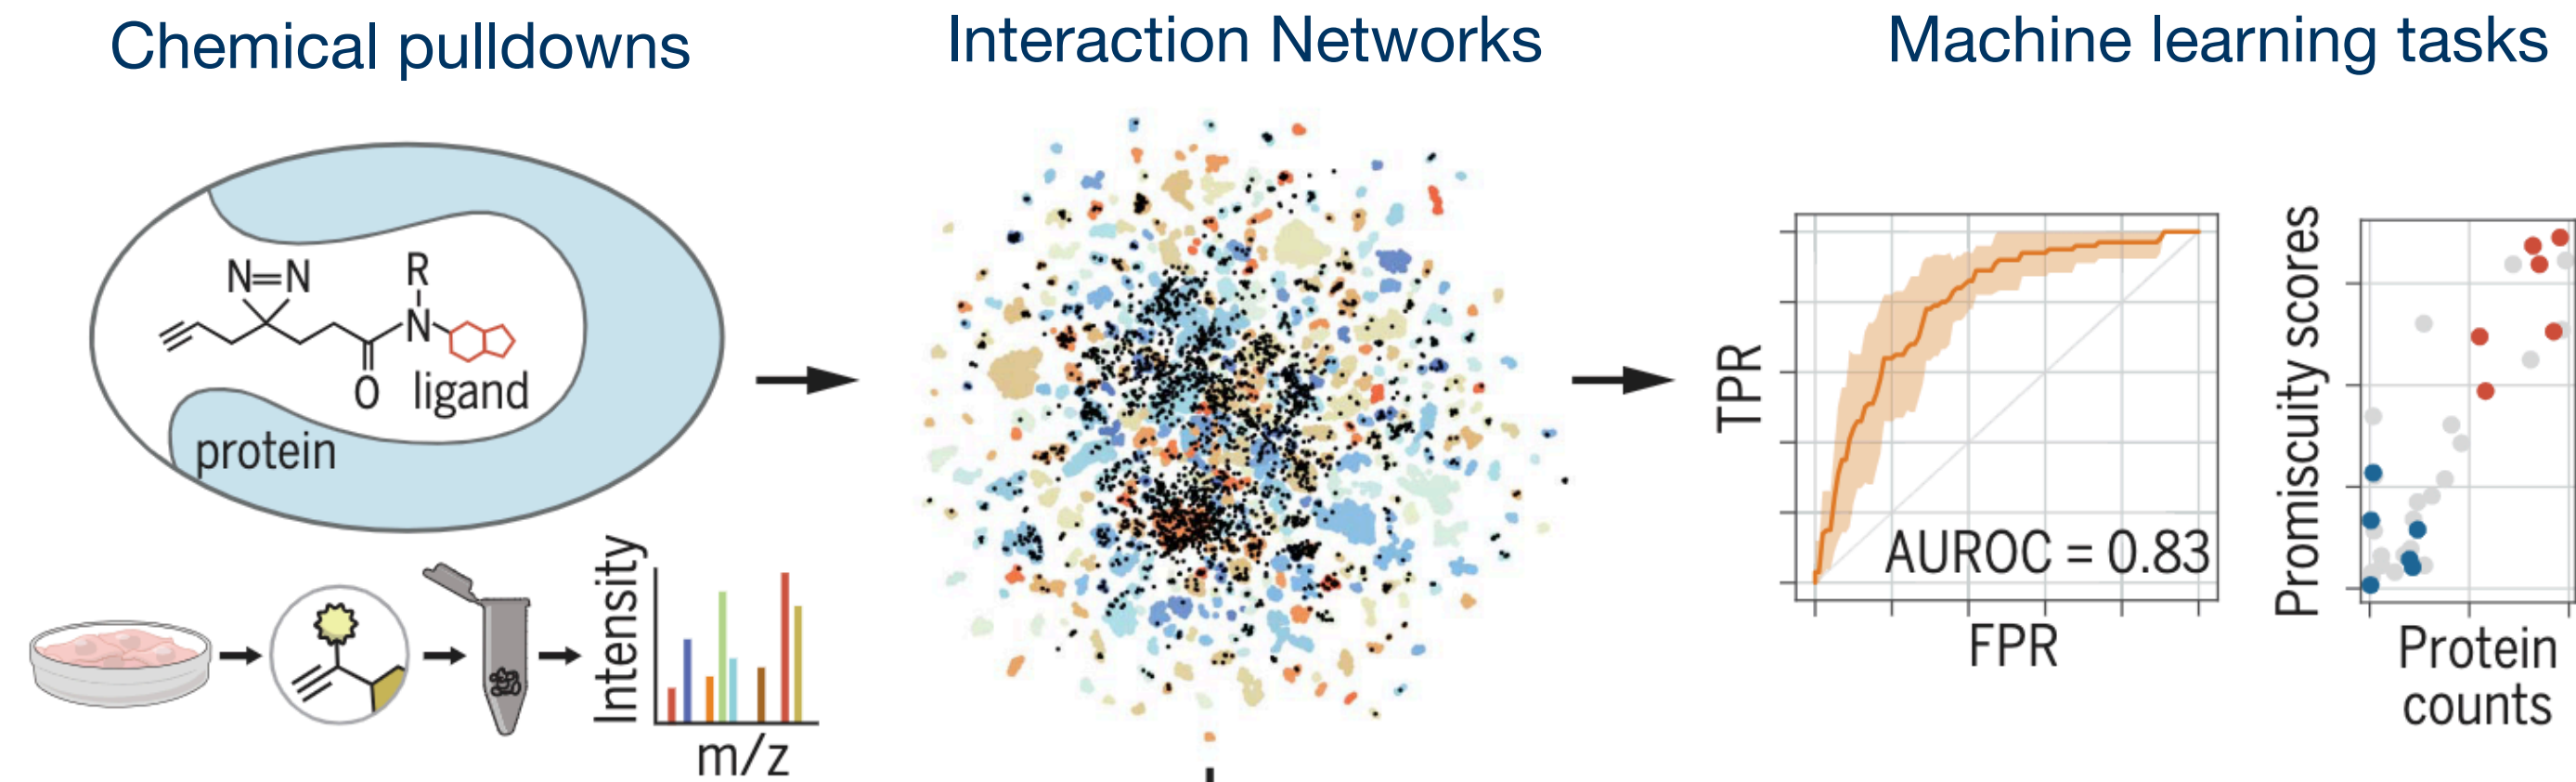 Chemical pulldowns
Interaction Networks
Machine learning tasks
N=N
R
N
O
ligand
protein
Intensity
m/z
TPR
AUROC = 0.83
FPR
Promiscuity scores
Protein
counts